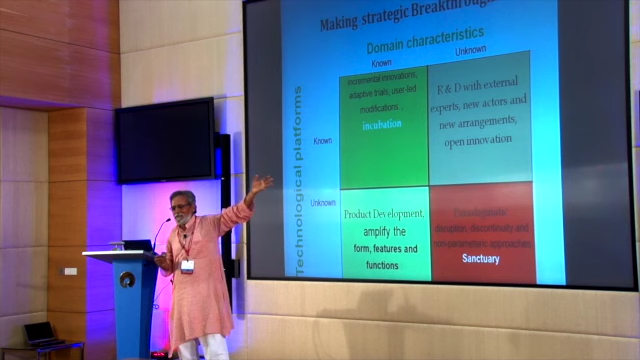 Making strategic Breakthrough
Domain characteristics
Known
Unknown
Technological platforms
Known
Incremental innovations,
adaptive trials, user led
modifications ,
incubation
R & D with external
experts, new actors and
new arrangements,
open innovation
Unknown
Product Development,
amplify the
form, features and
functions
disruption, discontinuity and
non-parametric approaches
Sanctuary